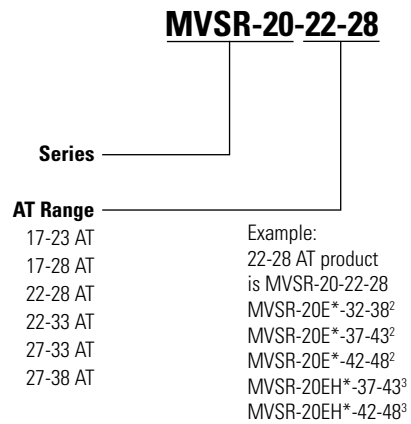 MVSR-20-22-28
Series
AT Range
17-23 AT
17-28 AT
22-28 AT
22-33 AT
27-33 AT
27-38 AT
Example:
22-28 AT product
is MVSR-20-22-28
MVSR-20E*-32-38²
MVSR-20E*-37-43²
MVSR-20E*-42-48²
MVSR-20EH*-37-43³
MVSR-20EH*-42-48³